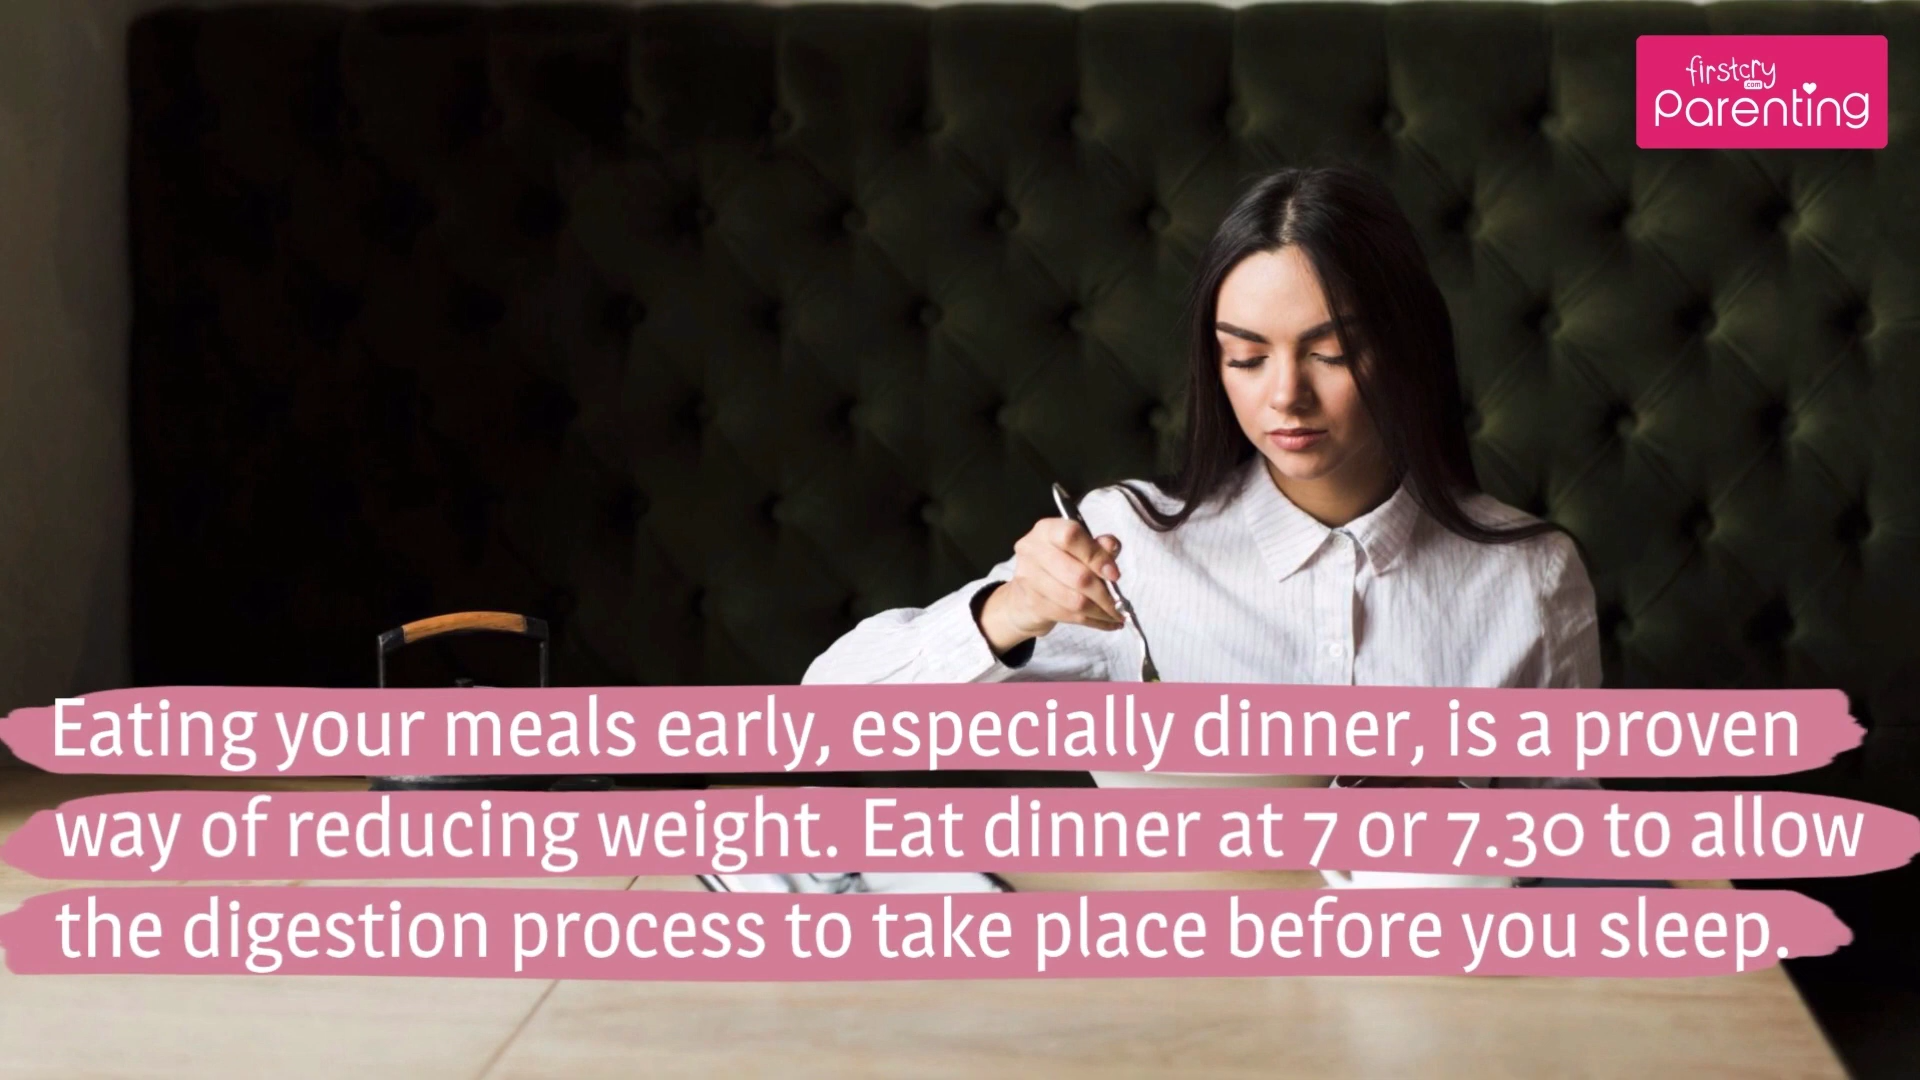 firstcry
.com
Parenting
Eating your meals early, especially dinner, is a proven
way of reducing weight. Eat dinner at 7 or 7.30 to allow
the digestion process to take place before you sleep.